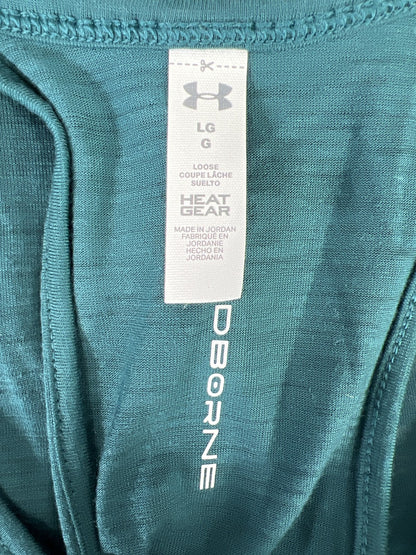 LG
G
LOOSE
COUPE LÂCHE
SUELTO
HEAT
GEAR
MADE IN JORDAN
FABRIQUÉ EN
JORDANIE
HECHO EN
JORDANIA
DBORNE